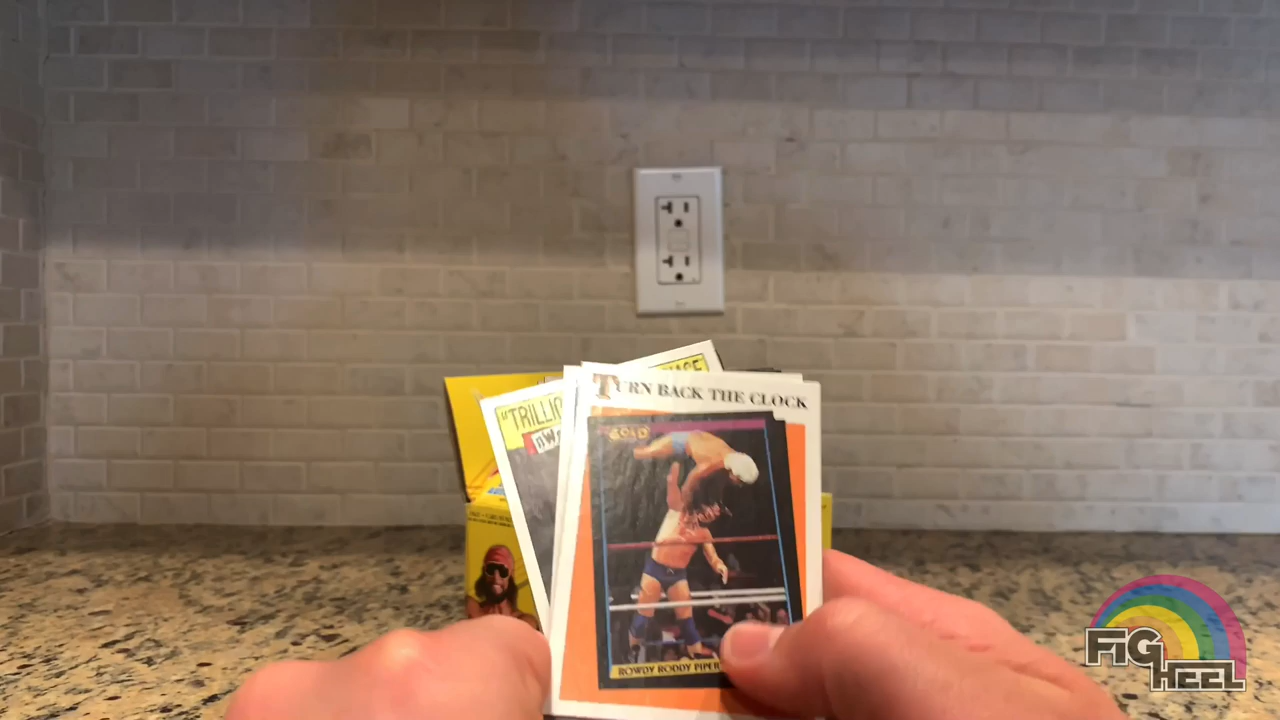 TURN BACK THE CLOCK
"TRILLIO
nWo
GOLD
ROWDY RODDY PIPER
FIG
HEEL